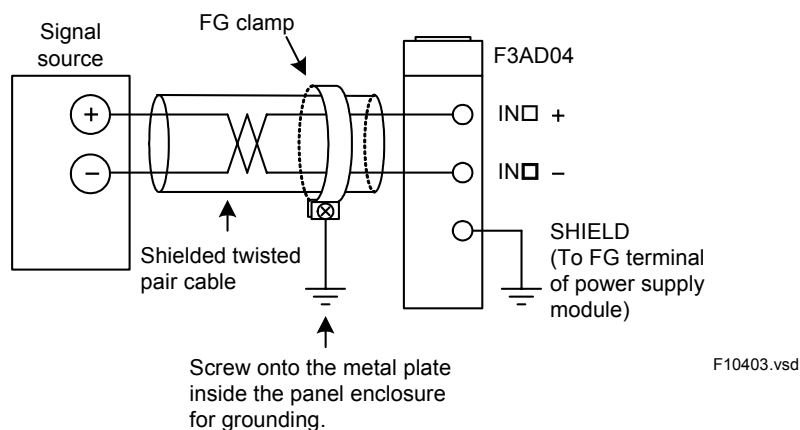 Signal
source
FG clamp
F3AD04
+
−
IN□ +
IN□ −
SHIELD
(To FG terminal
of power supply
module)
Shielded twisted
pair cable
Screw onto the metal plate
inside the panel enclosure
for grounding.
F10403.vsd